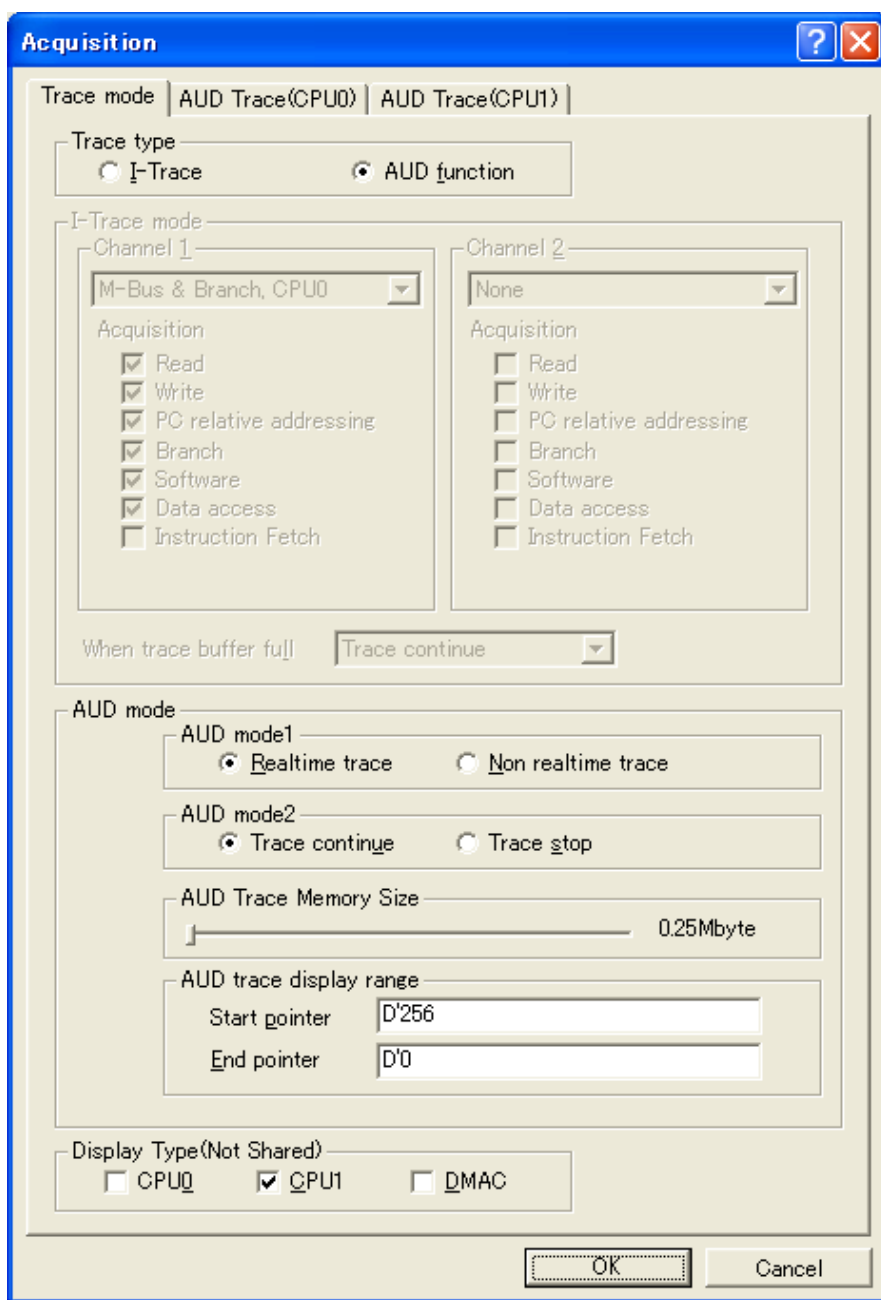 Acquisition
Trace mode
AUD Trace(CPU0)
AUD Trace(CPU1)
Trace type
I-Trace
AUD function
I-Trace mode
Channel 1
M-Bus & Branch, CPU0
Acquisition
Read
Write
PC relative addressing
Branch
Software
Data access
Instruction Fetch
Channel 2
None
Acquisition
Read
Write
PC relative addressing
Branch
Software
Data access
Instruction Fetch
When trace buffer full
Trace continue
AUD mode
AUD mode1
Realtime trace
Non realtime trace
AUD mode2
Trace continue
Trace stop
AUD Trace Memory Size
0.25Mbyte
AUD trace display range
Start pointer
D'256
End pointer
D'0
Display Type(Not Shared)
CPU0
CPU1
DMAC
OK
Cancel